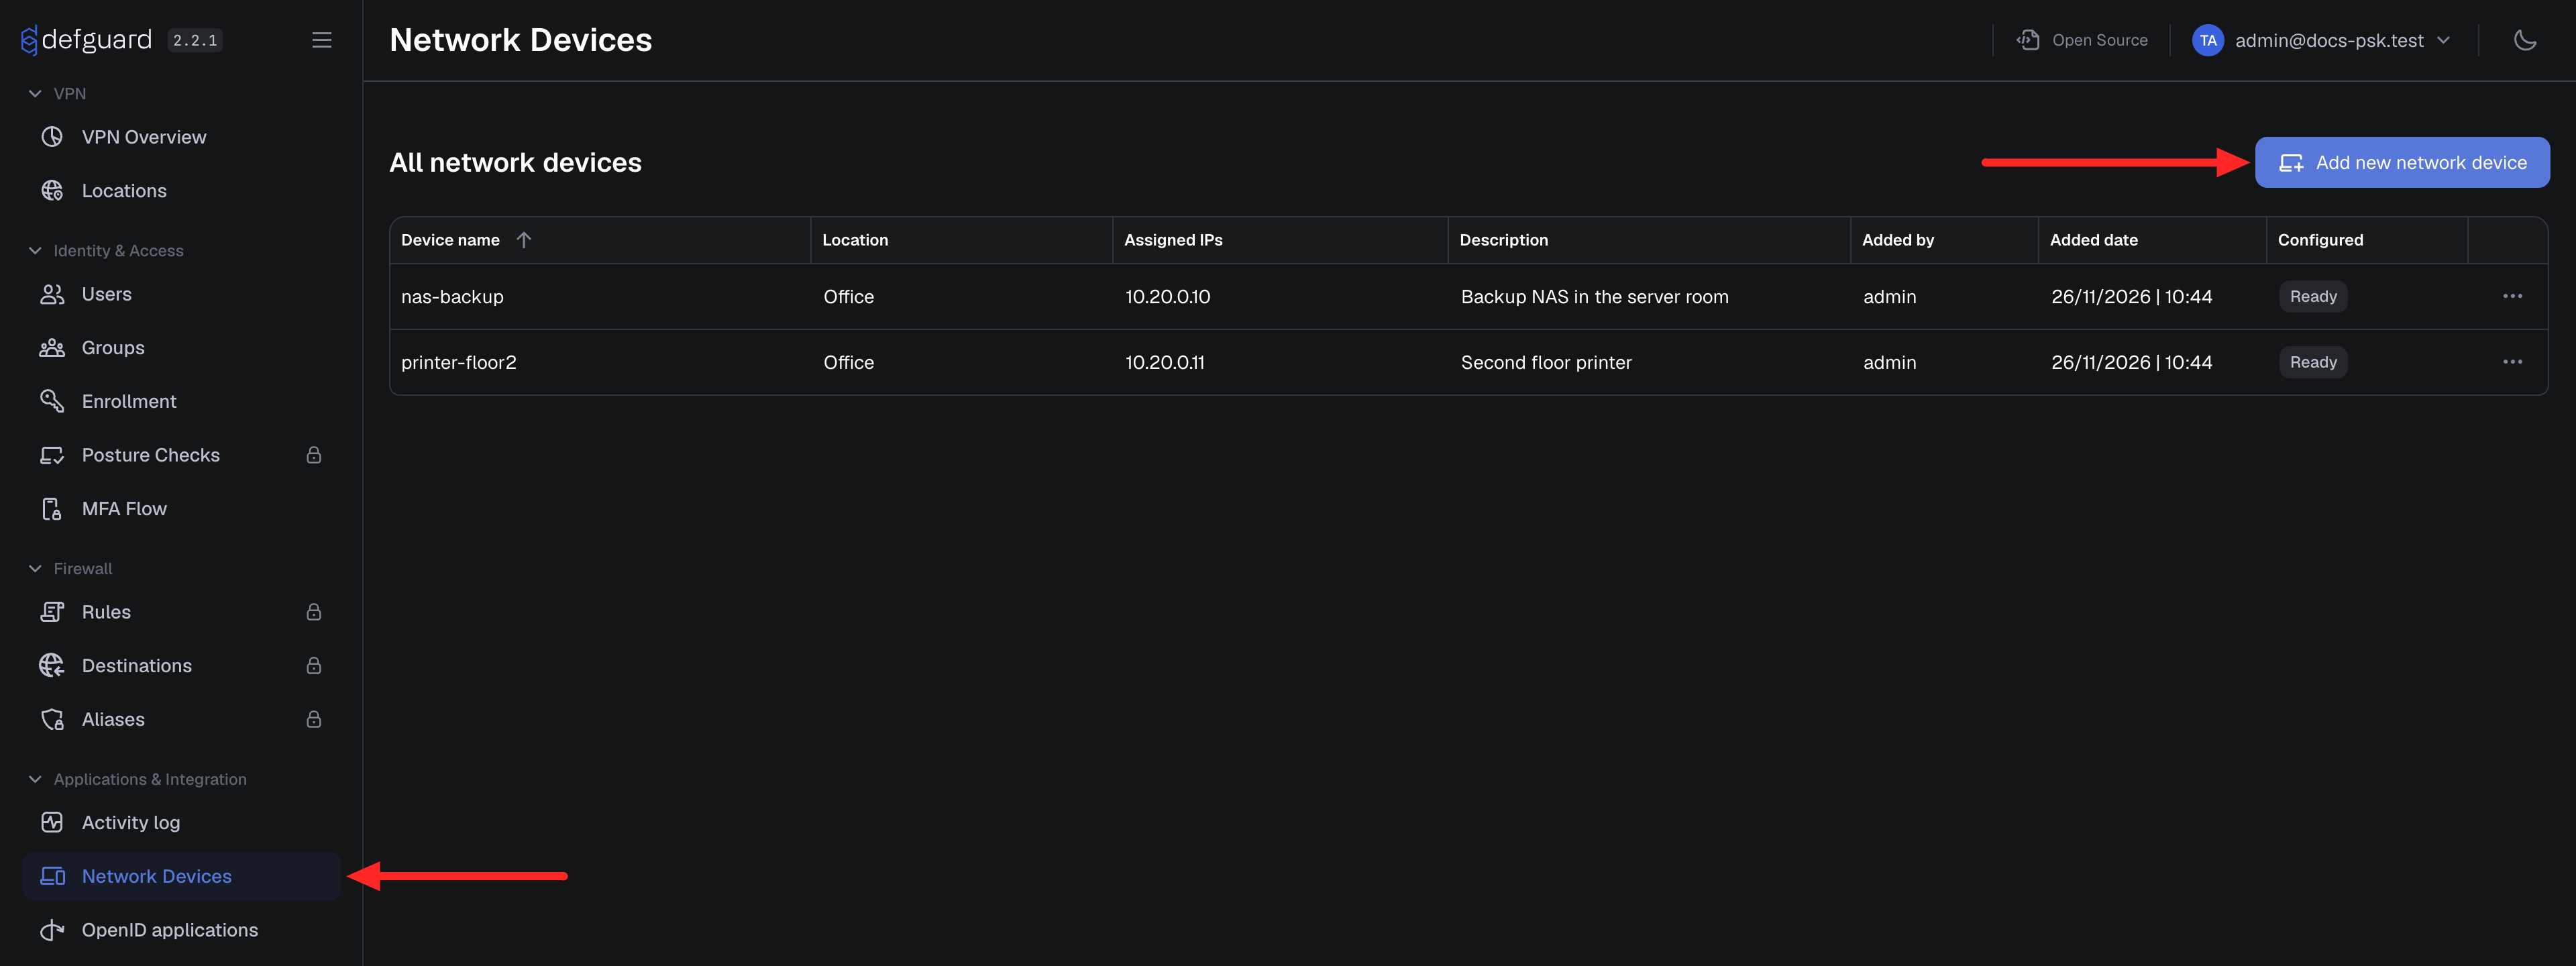 defguard 2.2.1
VPN
VPN Overview
Locations
Identity & Access
Users
Groups
Enrollment
Posture Checks
MFA Flow
Firewall
Rules
Destinations
Aliases
Applications & Integration
Activity log
Network Devices
OpenID applications
Network Devices
Open Source
TA admin@docs-psk.test
All network devices
Add new network device
Device name Location Assigned IPs Description Added by Added date Configured
nas-backup Office 10.20.0.10 Backup NAS in the server room admin 26/11/2026 | 10:44 Ready
printer-floor2 Office 10.20.0.11 Second floor printer admin 26/11/2026 | 10:44 Ready